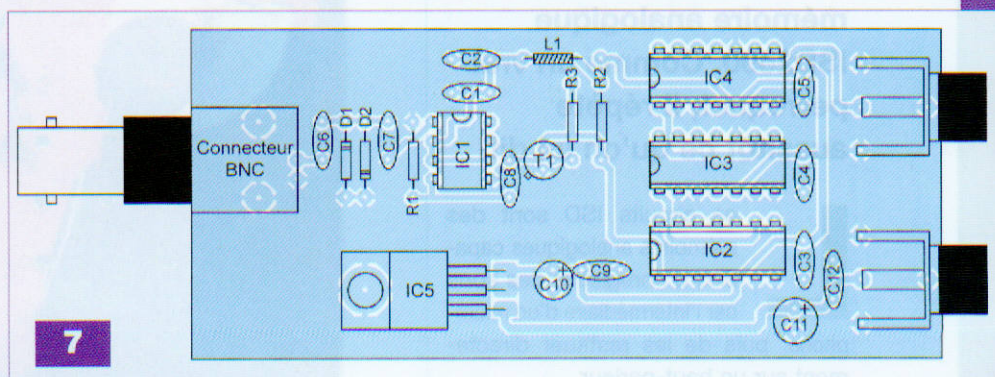 mémoire analogique
L1
C2
C1
R3
R2
IC4
C5
Connecteur
BNC
C6
D1
D2
C7
R1
IC1
C8
T1
IC3
C4
IC5
C10
+
C9
IC2
C3
C12
C11
+
7